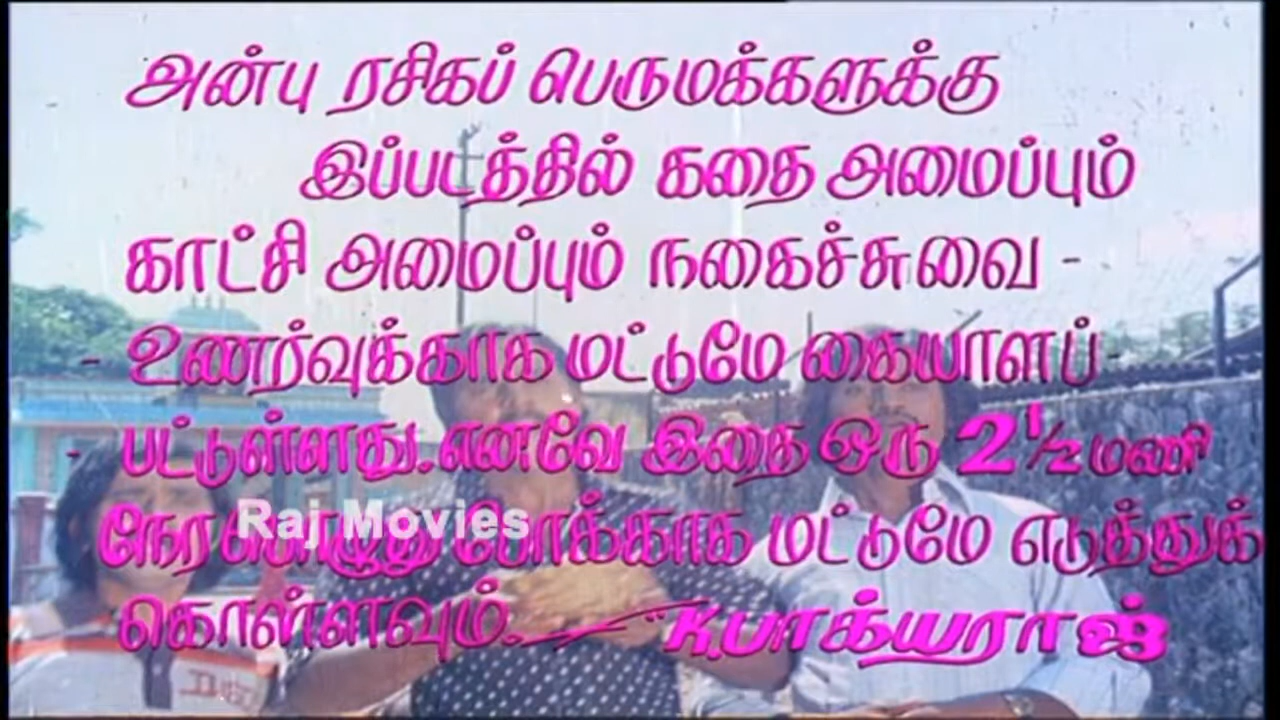 அன்பு ரசிகப் பெருமக்களுக்கு
இப்படத்தில் கதை அமைப்பும்
காட்சி அமைப்பும் நகைச்சுவை -
- உணர்வுக்காக மட்டுமே கையாளப் -
- பட்டுள்ளது. எனவே இதை ஒரு 2½ மணி
நேர பொழுது போக்காக மட்டுமே எடுத்துக்
கொள்ளவும். " K.பாக்யராஜ்
Raj Movies